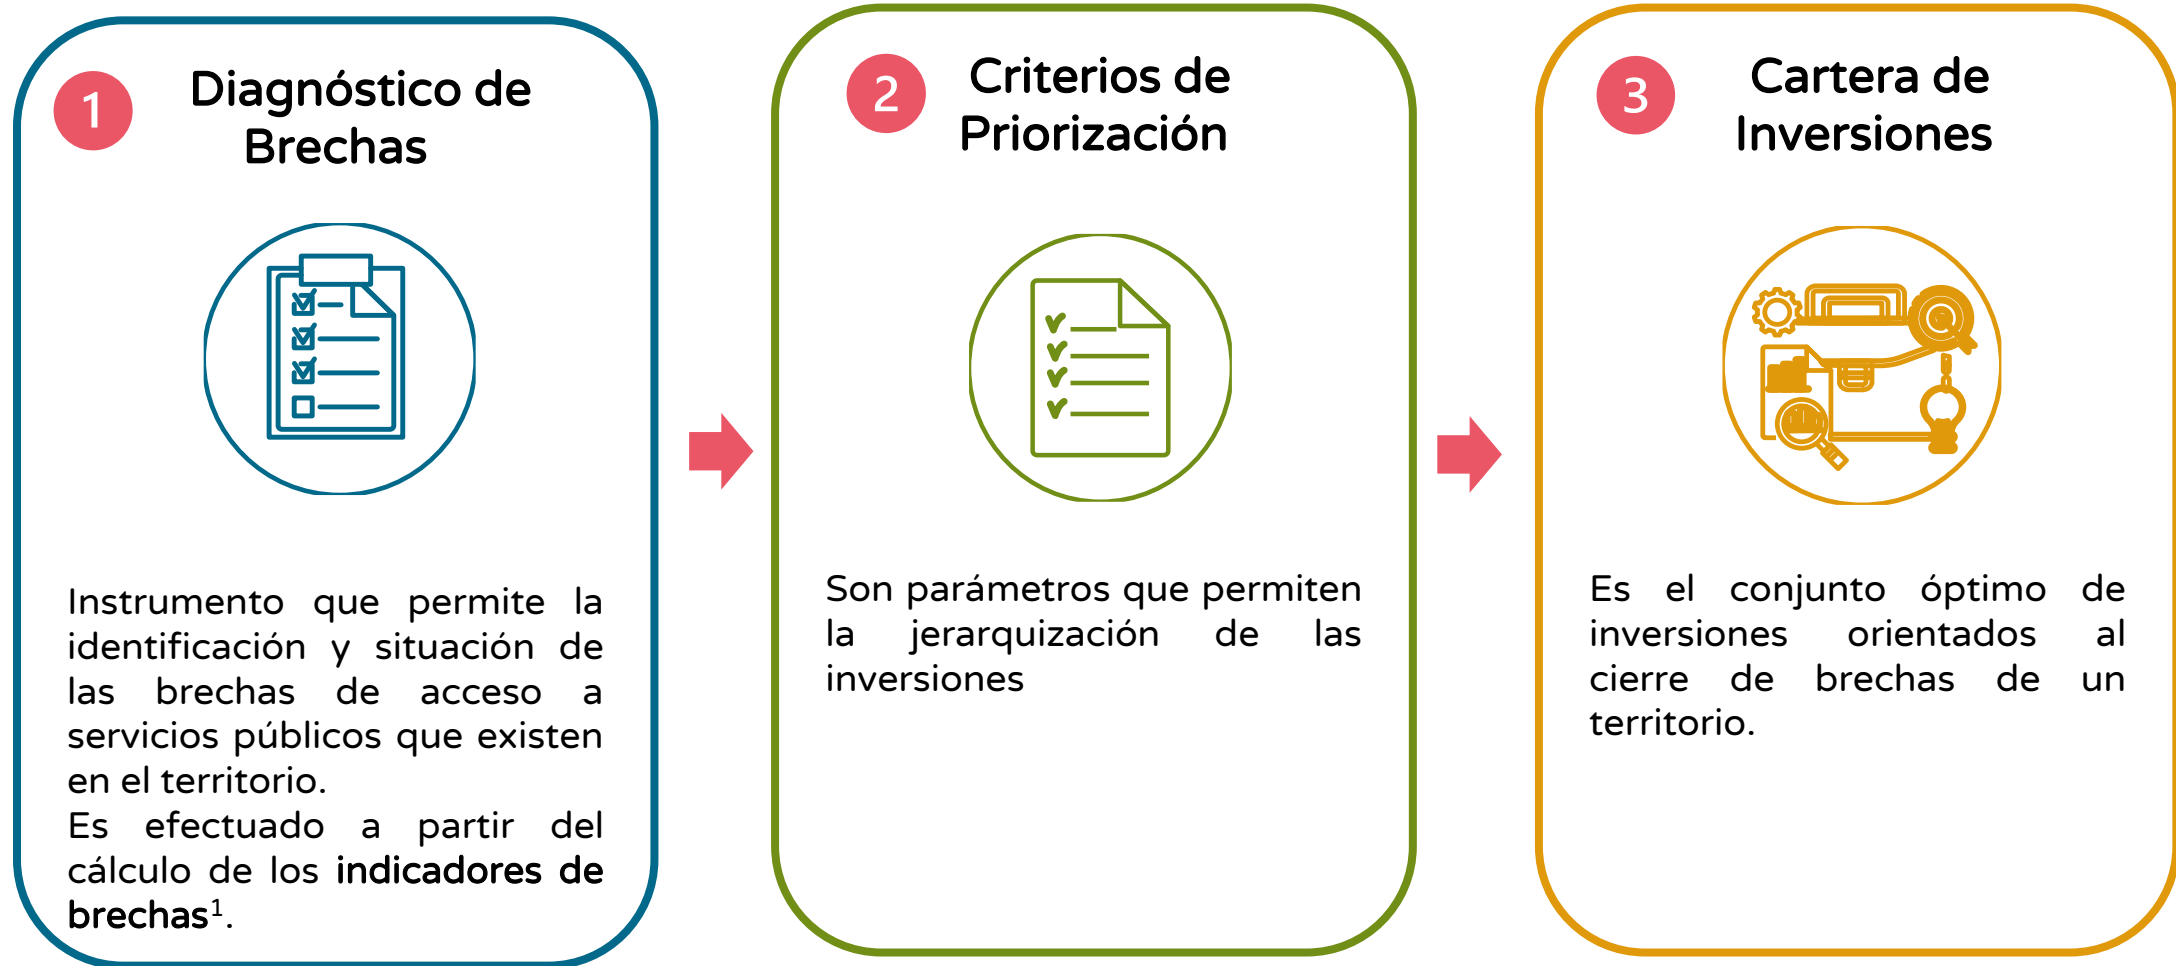 1
Diagnóstico de
Brechas
Instrumento que permite la
identificación y situación de
las brechas de acceso a
servicios públicos que existen
en el territorio.
Es efectuado a partir del
cálculo de los indicadores de
brechas¹.
2
Criterios de
Priorización
Son parámetros que permiten
la jerarquización de las
inversiones
3
Cartera de
Inversiones
Es el conjunto óptimo de
inversiones orientados al
cierre de brechas de un
territorio.